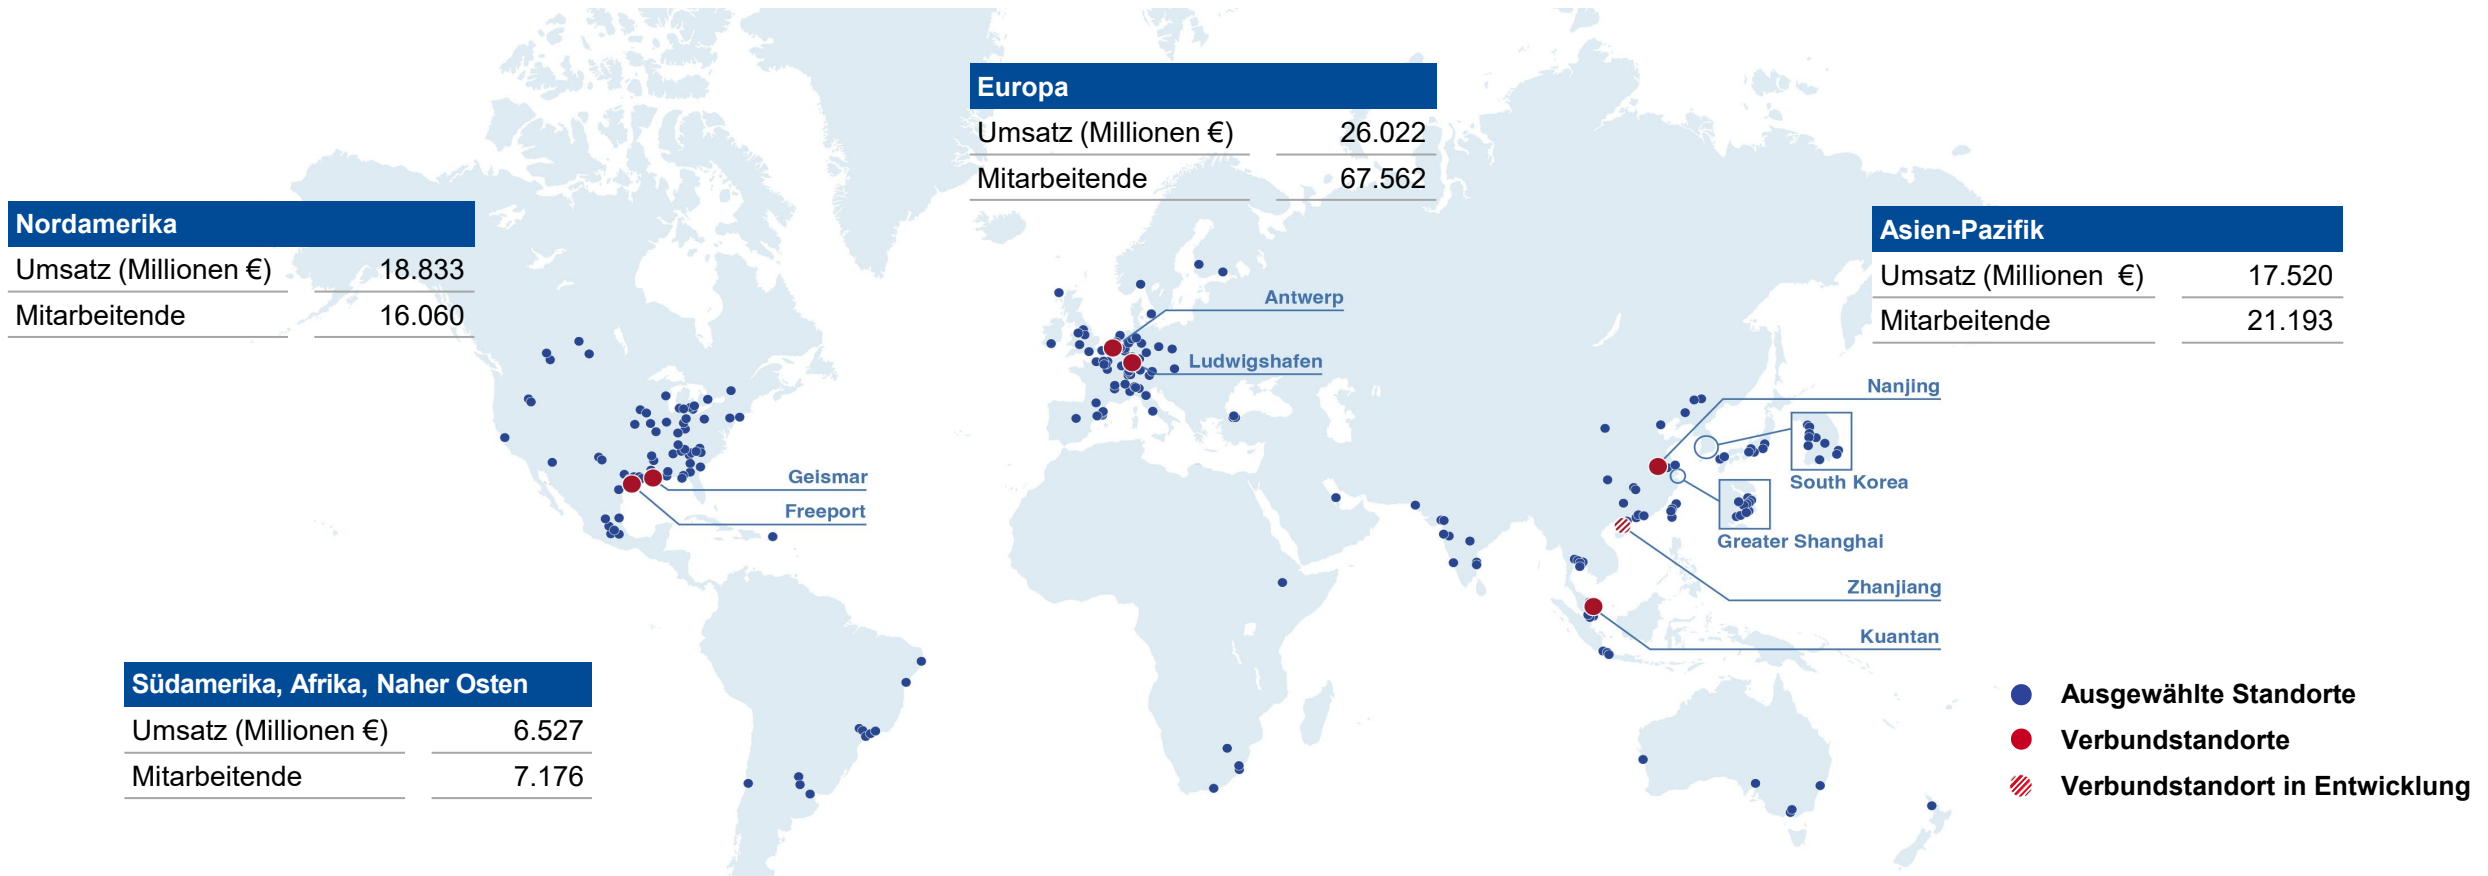 Europa
Umsatz (Millionen €) 26.022
Mitarbeitende 67.562
Nordamerika
Umsatz (Millionen €) 18.833
Mitarbeitende 16.060
Asien-Pazifik
Umsatz (Millionen €) 17.520
Mitarbeitende 21.193
Antwerp
Ludwigshafen
Nanjing
Geismar
Freeport
South Korea
Greater Shanghai
Zhanjiang
Kuantan
Südamerika, Afrika, Naher Osten
Umsatz (Millionen €) 6.527
Mitarbeitende 7.176
Ausgewählte Standorte
Verbundstandorte
Verbundstandort in Entwicklung